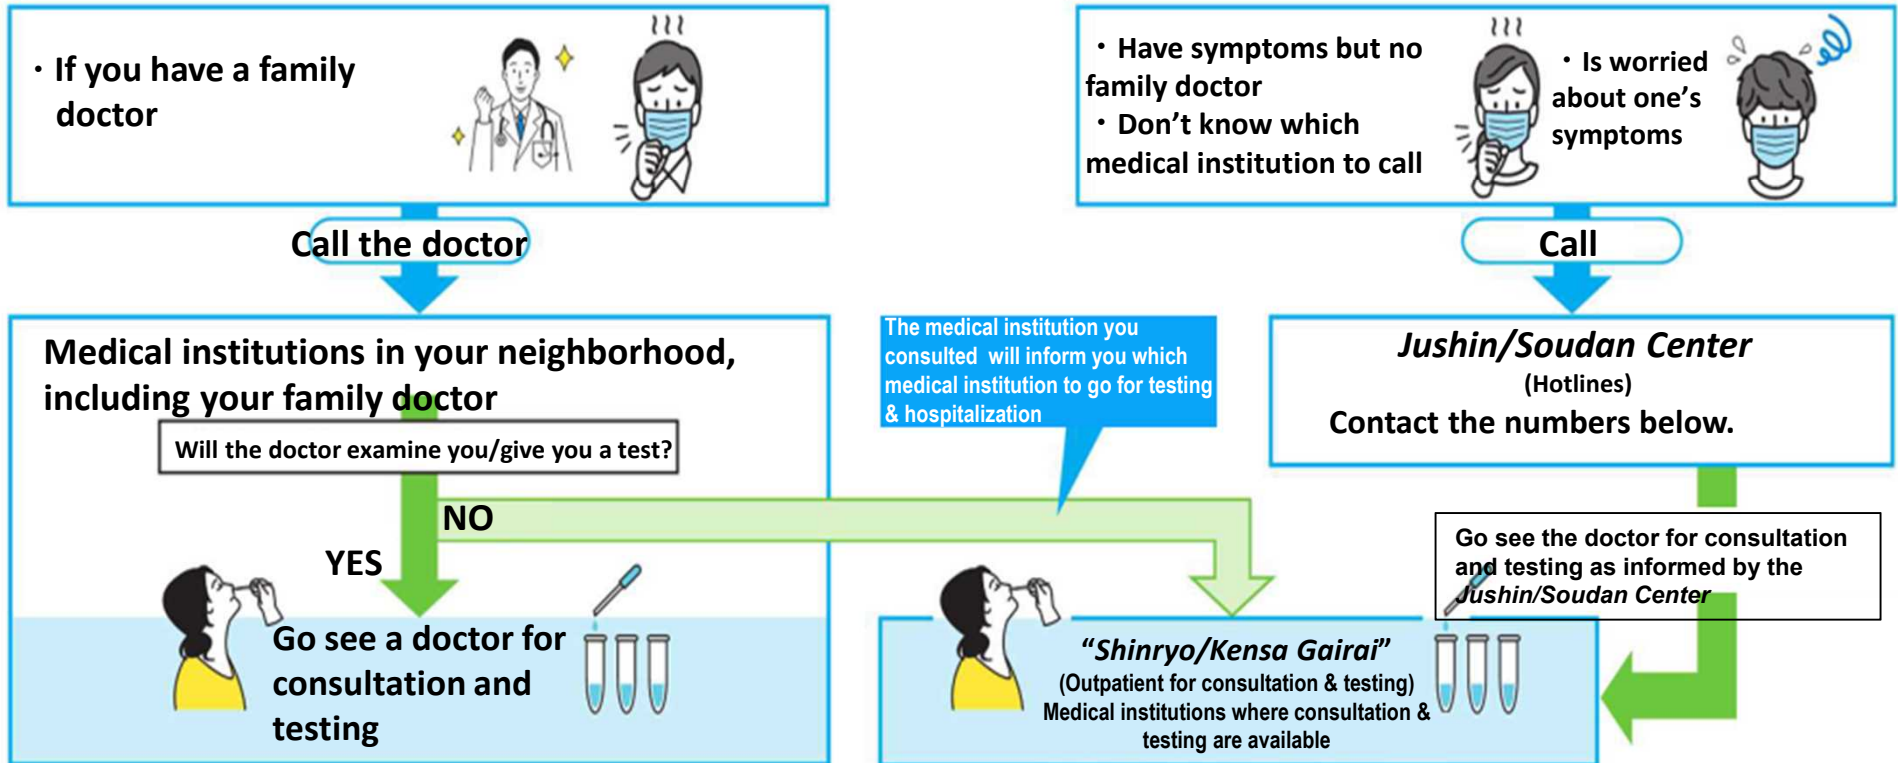 ・If you have a family
doctor
・Have symptoms but no
family doctor
・Don't know which
medical institution to call
・Is worried
about one's
symptoms
Call the doctor
Call
Medical institutions in your neighborhood,
including your family doctor
Will the doctor examine you/give you a test?
NO
YES
Go see a doctor for
consultation and
testing
The medical institution you
consulted will inform you which
medical institution to go for testing
& hospitalization
Jushin/Soudan Center
(Hotlines)
Contact the numbers below.
Go see the doctor for consultation
and testing as informed by the
Jushin/Soudan Center
“Shinryo/Kensa Gairai”
(Outpatient for consultation & testing)
Medical institutions where consultation &
testing are available